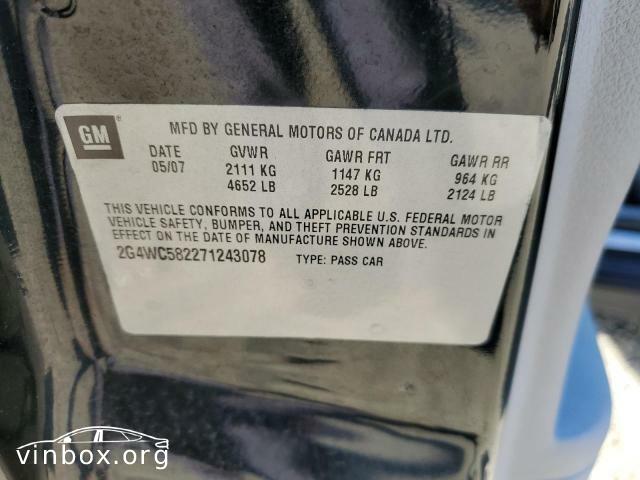 GM
MFD BY GENERAL MOTORS OF CANADA LTD.
DATE GVWR GAWR FRT GAWR RR
05/07 2111 KG 1147 KG 964 KG
4652 LB 2528 LB 2124 LB
THIS VEHICLE CONFORMS TO ALL APPLICABLE U.S. FEDERAL MOTOR
VEHICLE SAFETY, BUMPER, AND THEFT PREVENTION STANDARDS IN
EFFECT ON THE DATE OF MANUFACTURE SHOWN ABOVE.
2G4WC582271243078 TYPE: PASS CAR
vinbox.org